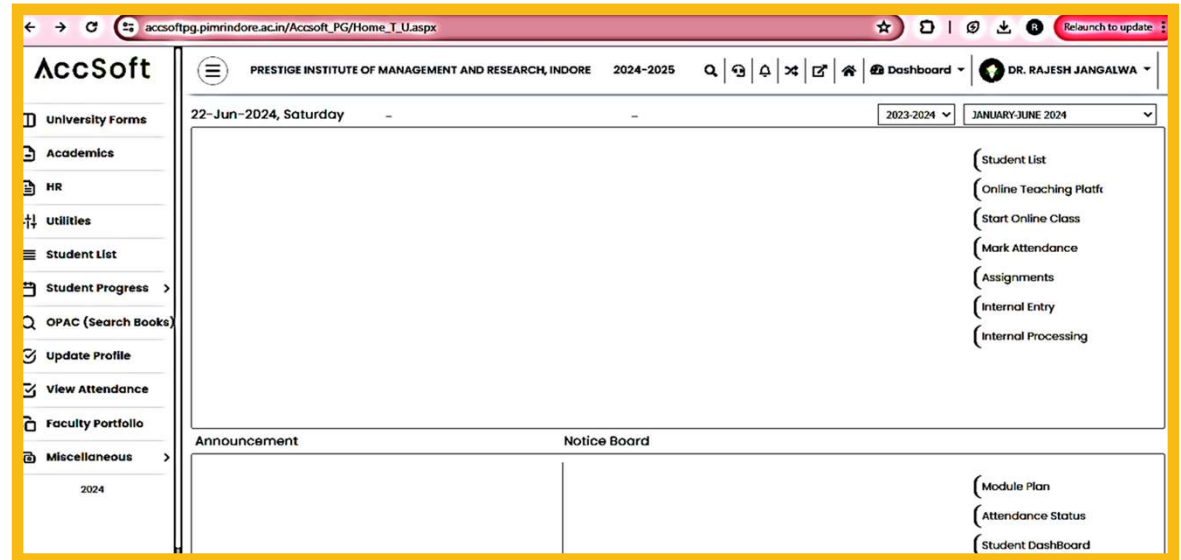 accsoftpg.pimrindore.ac.in/Accsoft_PG/Home_T_U.aspx
R
Relaunch to update
AccSoft
PRESTIGE INSTITUTE OF MANAGEMENT AND RESEARCH, INDORE 2024-2025
Dashboard
DR. RAJESH JANGALWA
University Forms
Academics
HR
Utilities
Student List
Student Progress >
OPAC (Search Books)
Update Profile
View Attendance
Faculty Portfolio
Miscellaneous >
2024
22-Jun-2024, Saturday – –
2023-2024
JANUARY-JUNE 2024
Student List
Online Teaching Platfc
Start Online Class
Mark Attendance
Assignments
Internal Entry
Internal Processing
Announcement
Notice Board
Module Plan
Attendance Status
Student DashBoard